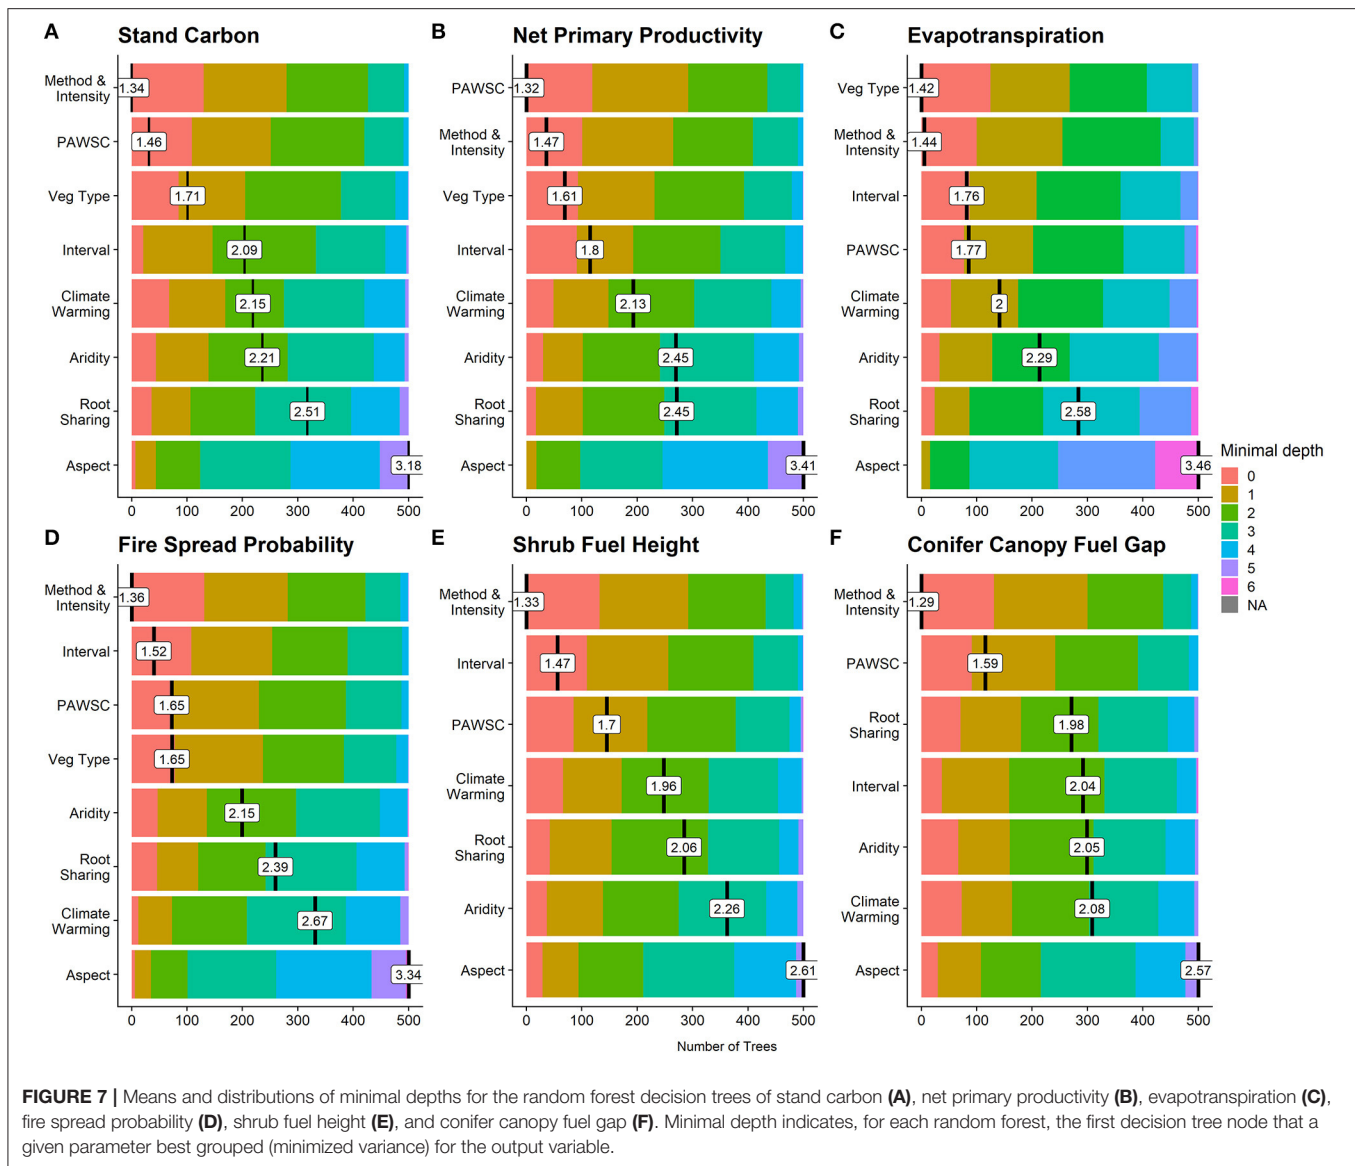 A Stand Carbon
Method &
Intensity
1.34
PAWSC
1.46
Veg Type
1.71
Interval
2.09
Climate
Warming
2.15
Aridity
2.21
Root
Sharing
2.51
Aspect
3.18
0 100 200 300 400 500
B Net Primary Productivity
PAWSC
1.32
Method &
Intensity
1.47
Veg Type
1.61
Interval
1.8
Climate
Warming
2.13
Aridity
2.45
Root
Sharing
2.45
Aspect
3.41
0 100 200 300 400 500
C Evapotranspiration
Veg Type
1.42
Method &
Intensity
1.44
Interval
1.76
PAWSC
1.77
Climate
Warming
2
Aridity
2.29
Root
Sharing
2.58
Aspect
3.46
0 100 200 300 400 500
Minimal depth
0
1
2
3
4
5
6
NA
D Fire Spread Probability
Method &
Intensity
1.36
Interval
1.52
PAWSC
1.65
Veg Type
1.65
Aridity
2.15
Root
Sharing
2.39
Climate
Warming
2.67
Aspect
3.34
0 100 200 300 400 500
E Shrub Fuel Height
Method &
Intensity
1.33
Interval
1.47
PAWSC
1.7
Climate
Warming
1.96
Root
Sharing
2.06
Aridity
2.26
Aspect
2.61
0 100 200 300 400 500
Number of Trees
F Conifer Canopy Fuel Gap
Method &
Intensity
1.29
PAWSC
1.59
Root
Sharing
1.98
Interval
2.04
Aridity
2.05
Climate
Warming
2.08
Aspect
2.57
0 100 200 300 400 500
FIGURE 7 | Means and distributions of minimal depths for the random forest decision trees of stand carbon (A), net primary productivity (B), evapotranspiration (C),
fire spread probability (D), shrub fuel height (E), and conifer canopy fuel gap (F). Minimal depth indicates, for each random forest, the first decision tree node that a
given parameter best grouped (minimized variance) for the output variable.